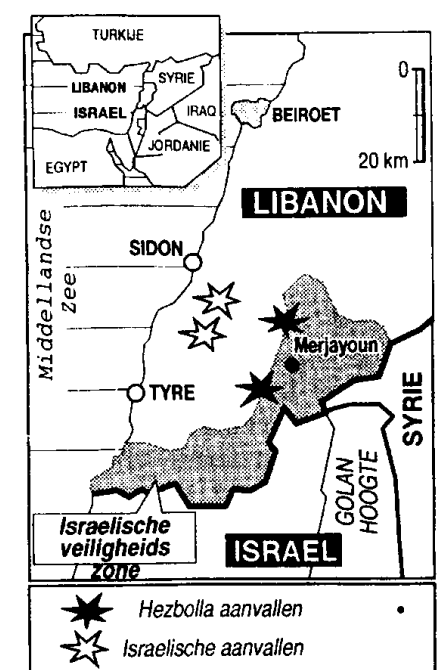 TURKIJE
LIBANON
SYRIE
ISRAEL
IRAQ
JORDANIE
EGYPT
0
20 km
BEIROET
LIBANON
SIDON
Middellandse
Zee
Merjayoun
TYRE
SYRIE
GOLAN
HOOGTE
Israelische
veiligheids
zone
ISRAEL
Hezbolla aanvallen
Israelische aanvallen